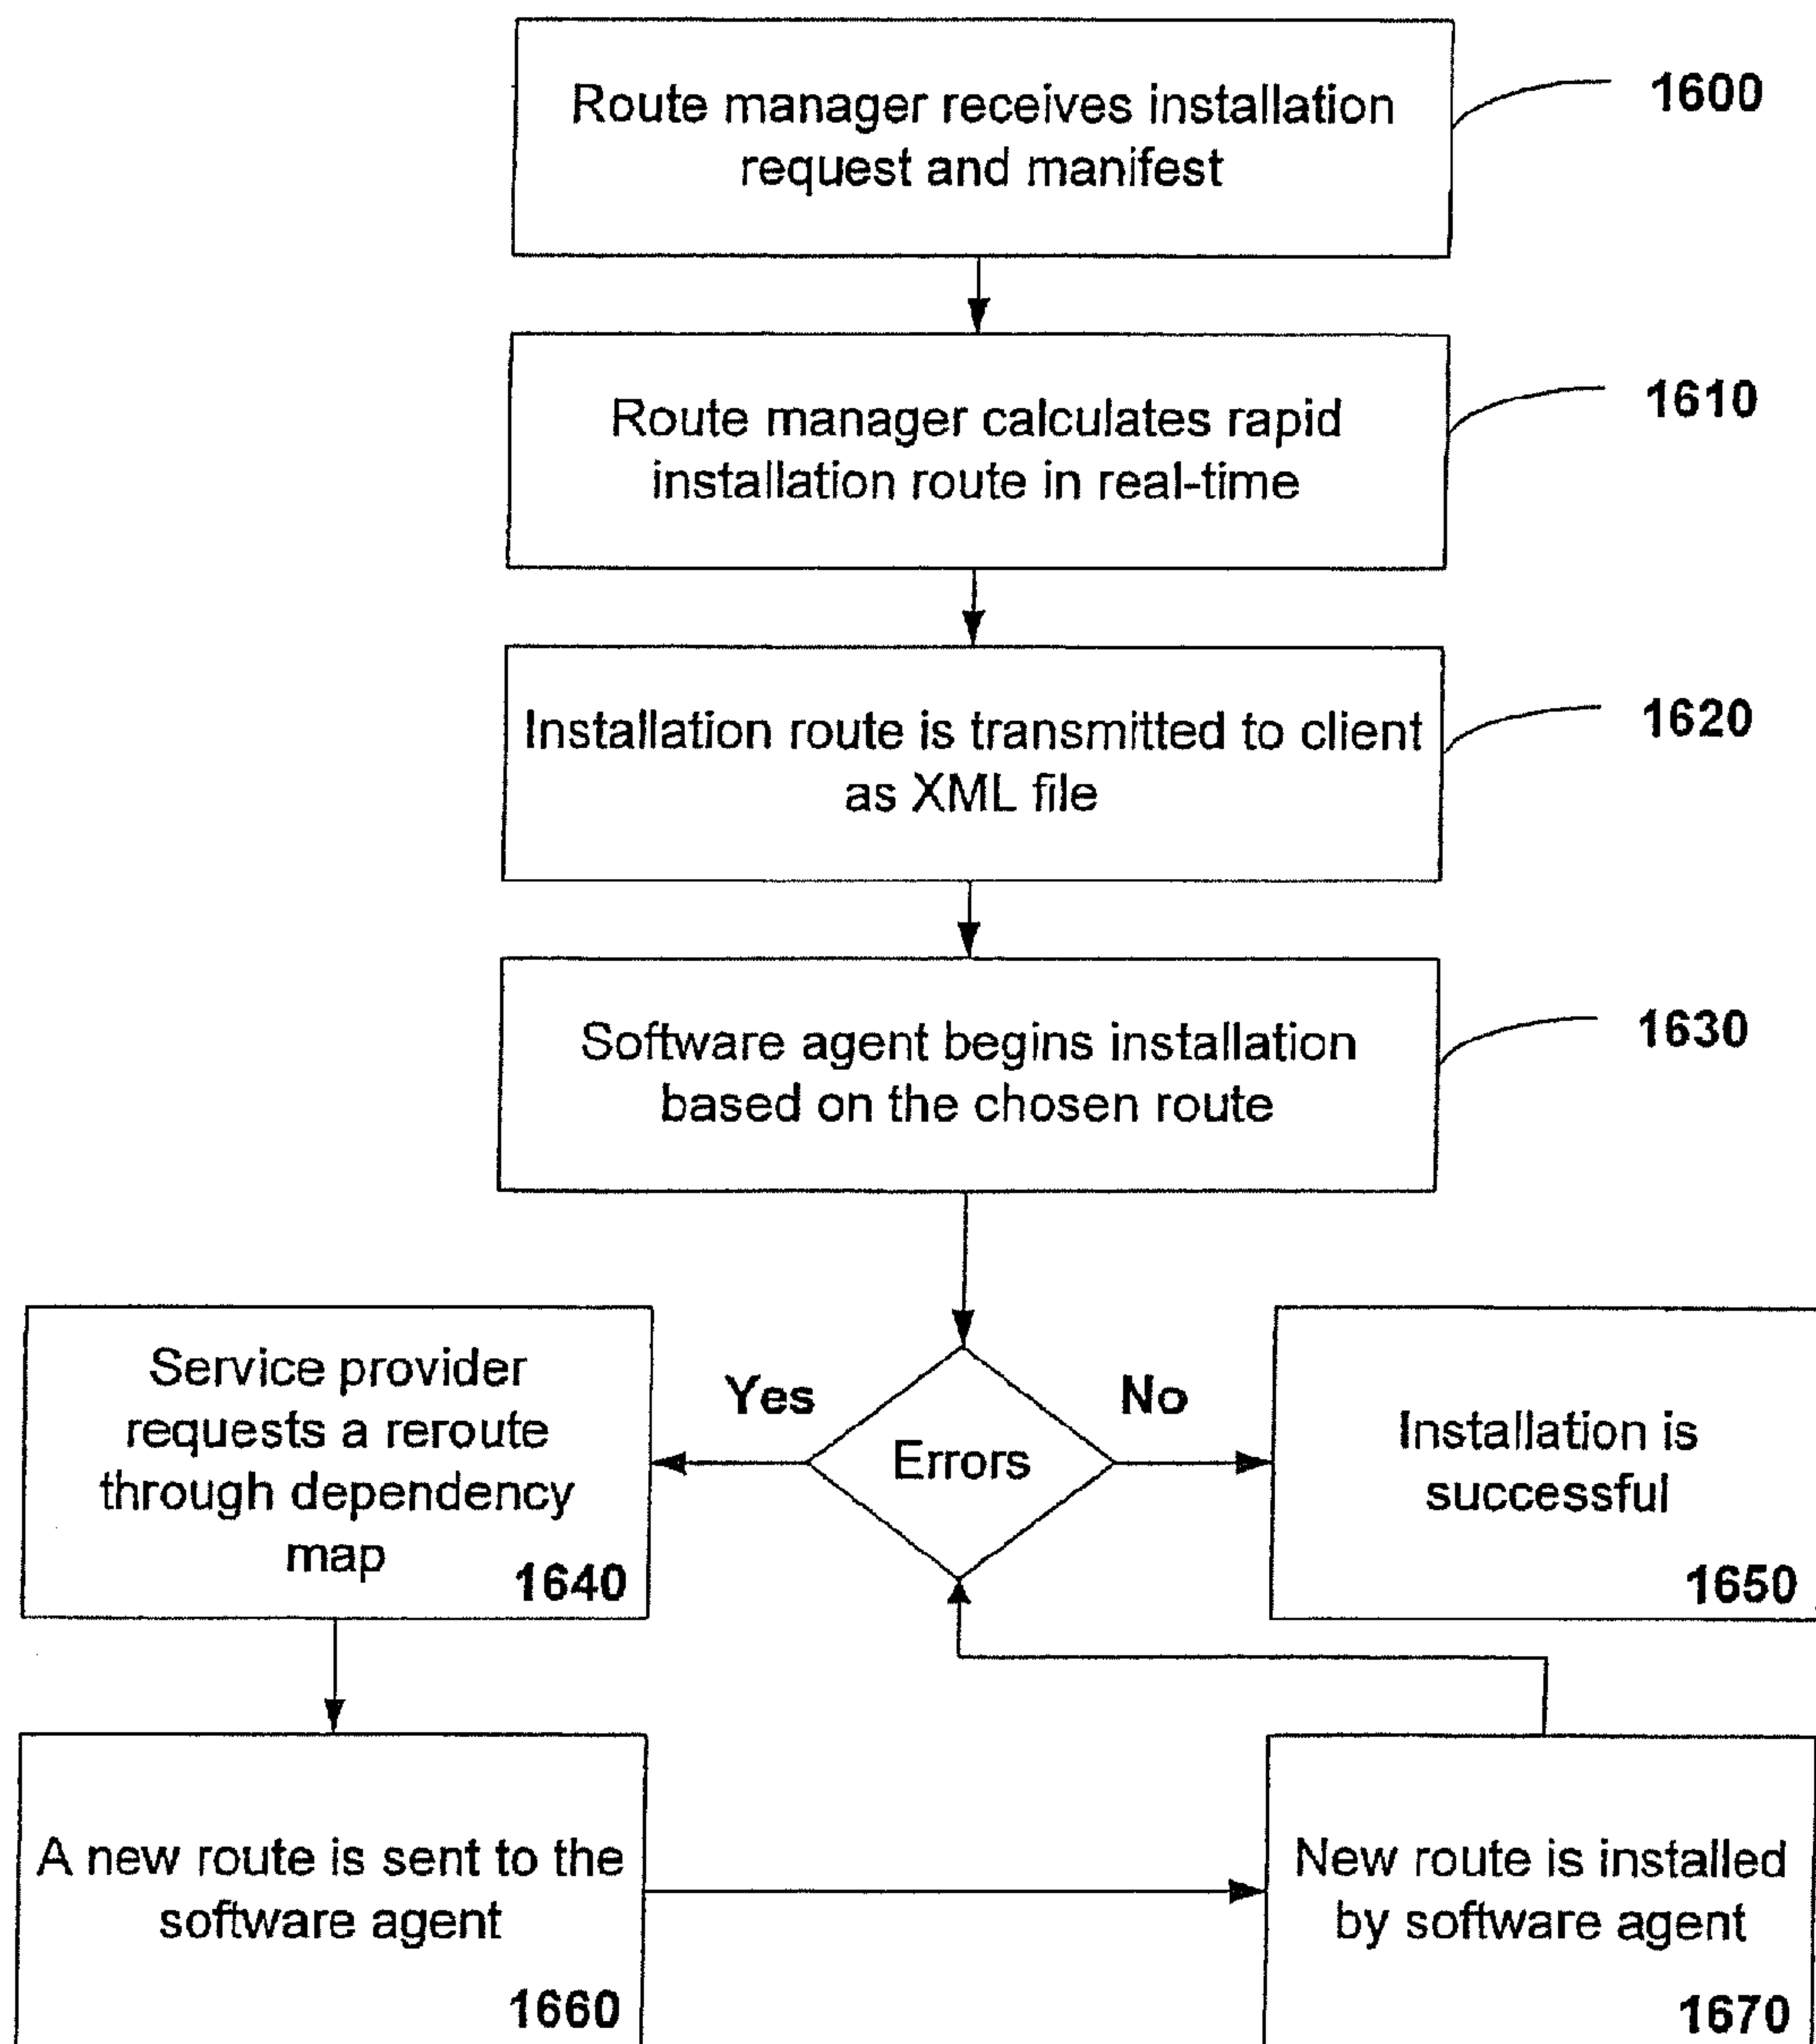 Route manager receives installation
request and manifest
1600
Route manager calculates rapid
installation route in real-time
1610
Installation route is transmitted to client
as XML file
1620
Software agent begins installation
based on the chosen route
1630
Service provider
requests a reroute
through dependency
map
1640
Yes
Errors
No
Installation is
successful
1650
A new route is sent to the
software agent
1660
New route is installed
by software agent
1670